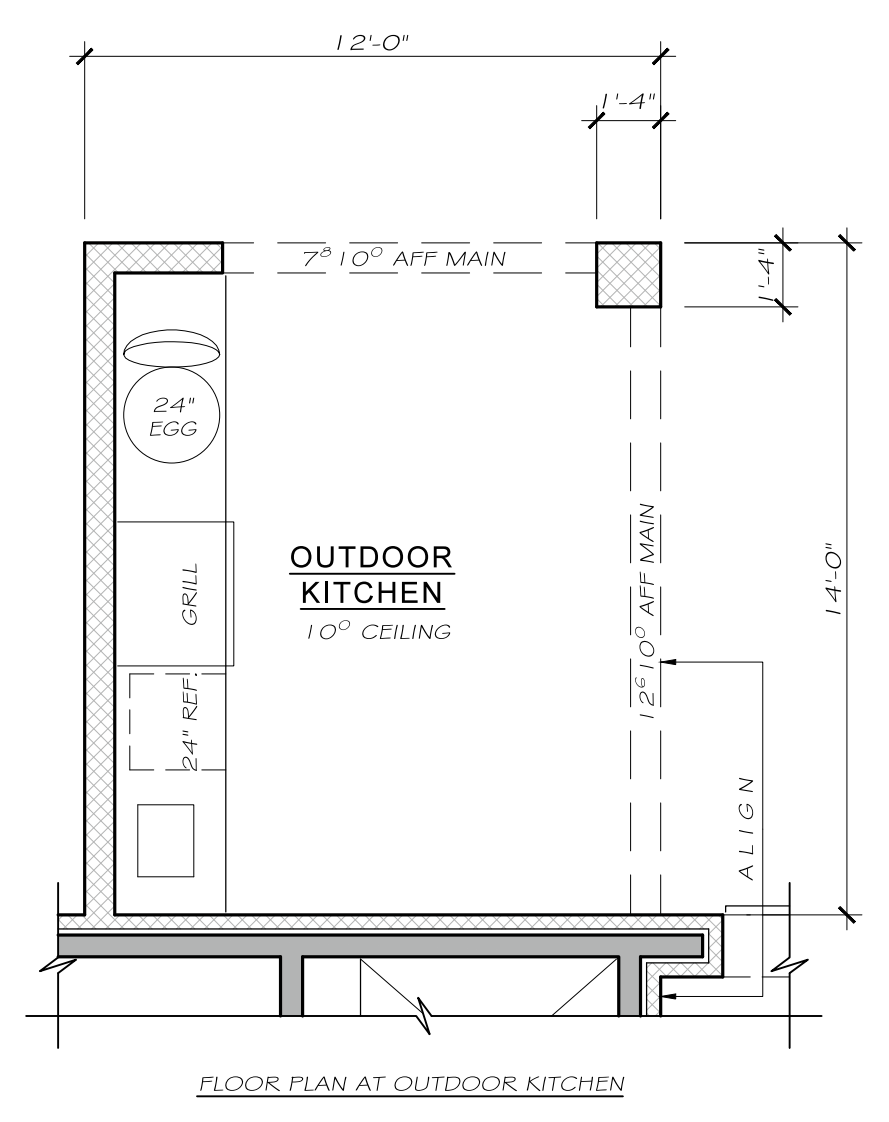 12'-0"
1'-4"
7⁸ 10⁰ AFF MAIN
1'-4"
24"
EGG
OUTDOOR
KITCHEN
10⁰ CEILING
GRILL
24" REF.
12⁶ 10⁰ AFF MAIN
14'-0"
ALIGN
FLOOR PLAN AT OUTDOOR KITCHEN